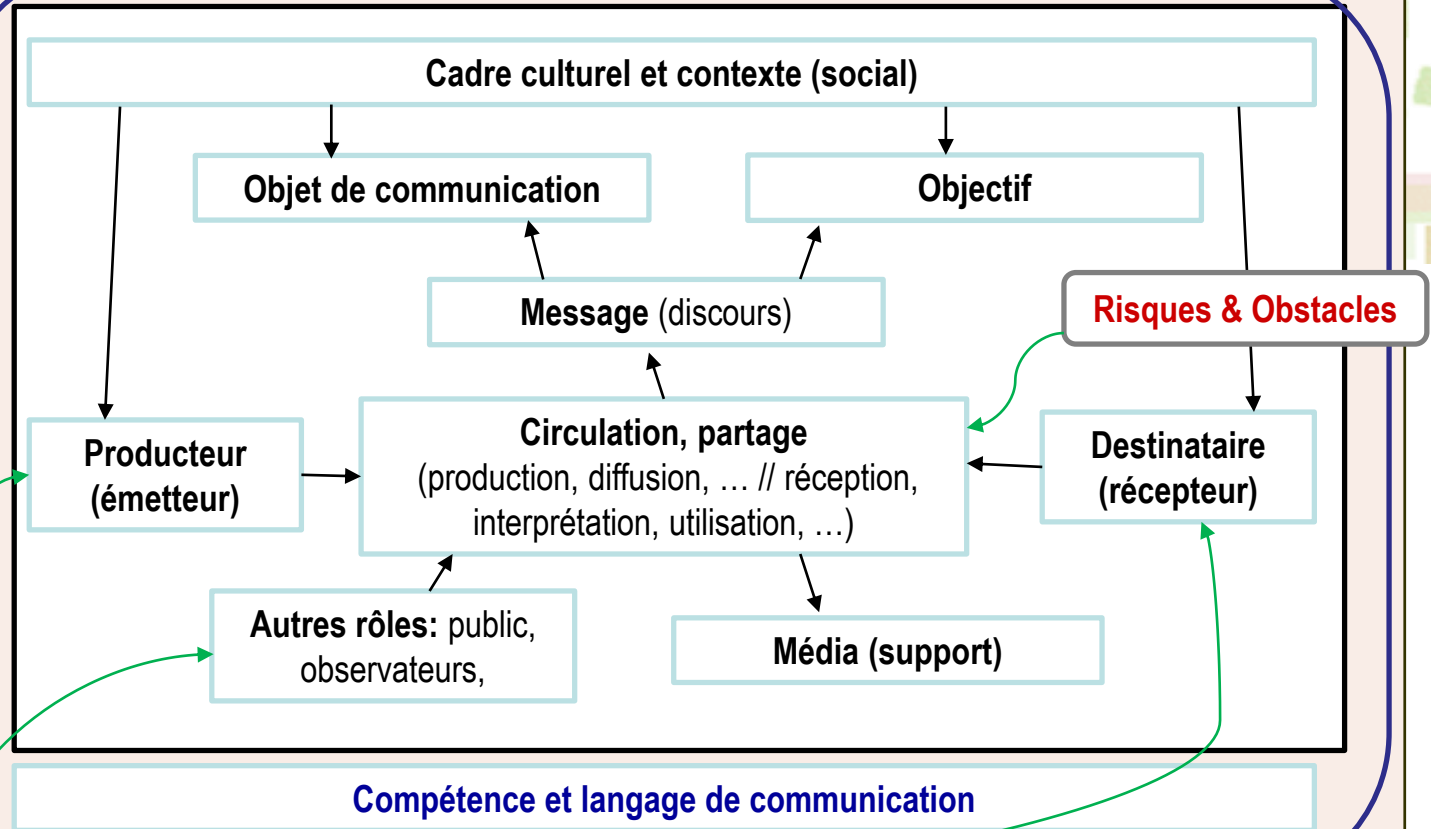 Cadre culturel et contexte (social)
Objet de communication
Objectif
Message (discours)
Risques & Obstacles
Producteur
(émetteur)
Circulation, partage
(production, diffusion, … // réception,
interprétation, utilisation, …)
Destinataire
(récepteur)
Autres rôles: public,
observateurs,
Média (support)
Compétence et langage de communication